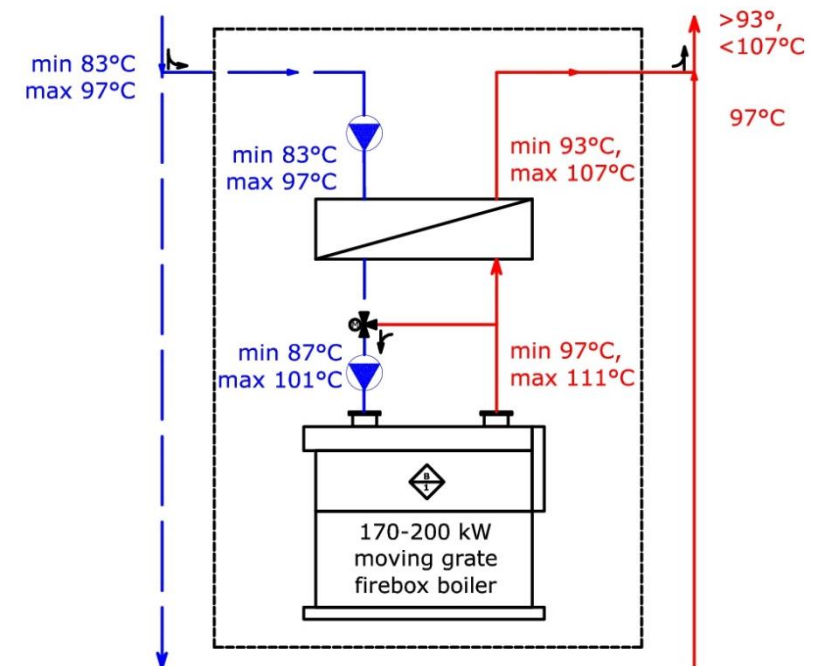 >93°,
<107°C
97°C
min 83°C
max 97°C
min 83°C
max 97°C
min 93°C,
max 107°C
M
min 87°C
max 101°C
min 97°C,
max 111°C
B
1
170-200 kW
moving grate
firebox boiler